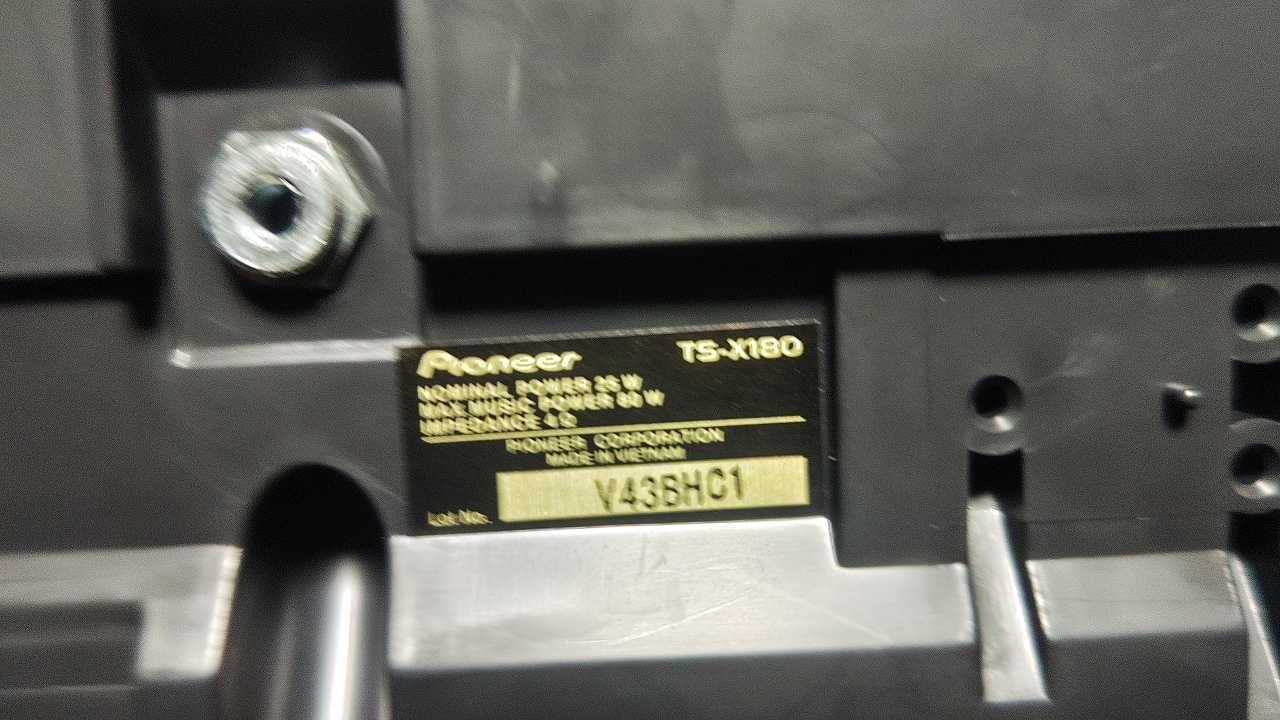 Pioneer TS-X180
NOMINAL POWER 25 W
MAX MUSIC POWER 60 W
IMPEDANCE 4 Ω
PIONEER CORPORATION
MADE IN VIETNAM
Lot No. V43BHC1